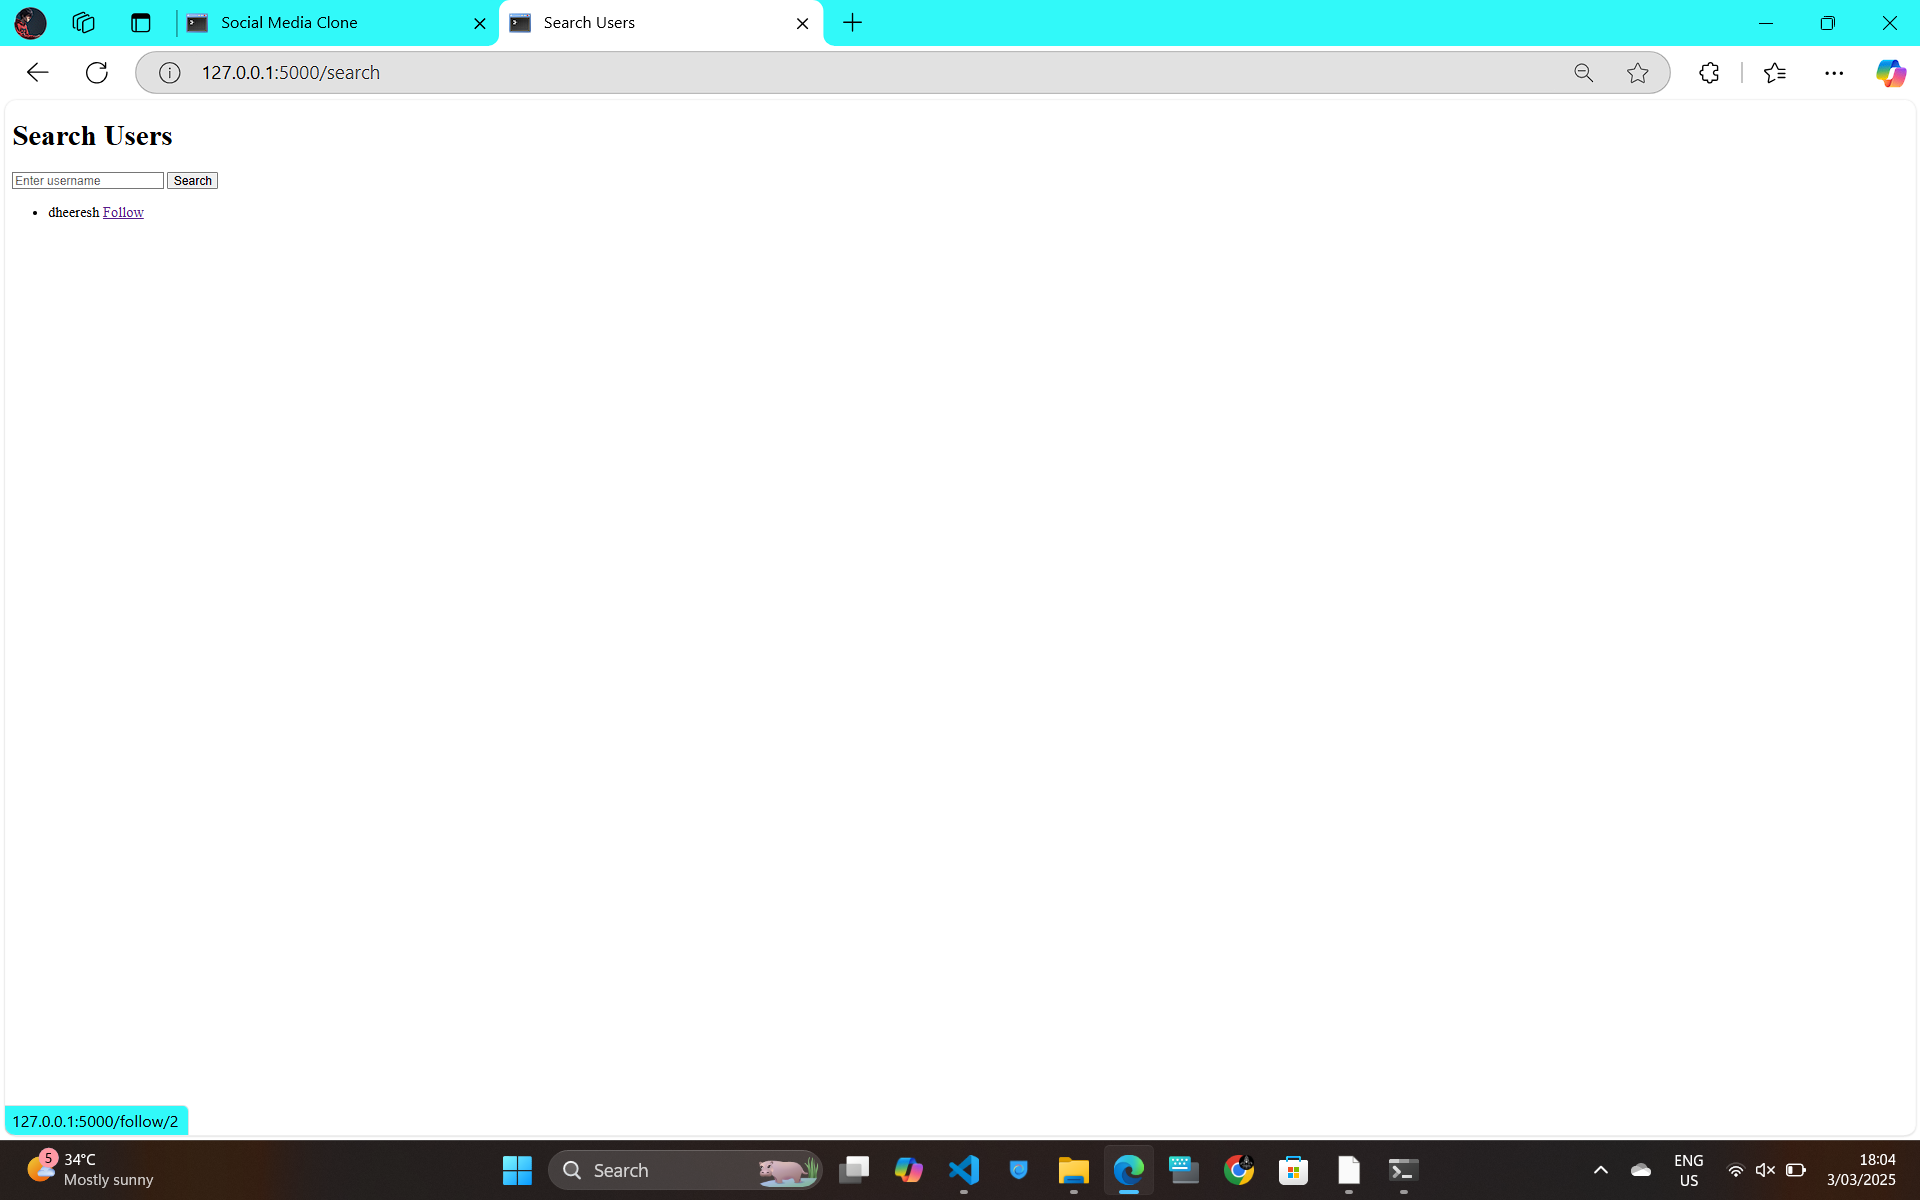 Social Media Clone
Search Users
127.0.0.1:5000/search
Search Users
Enter username Search
dheeresh Follow
127.0.0.1:5000/follow/2
5
34°C
Mostly sunny
Search
ENG
US
18:04
3/03/2025